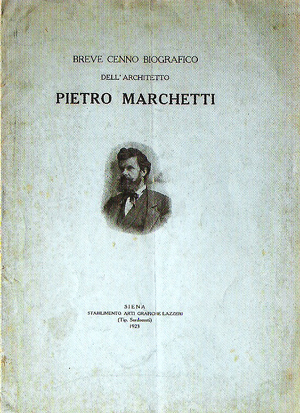 BREVE CENNO BIOGRAFICO
DELL'ARCHITETTO
PIETRO MARCHETTI
SIENA
STABILIMENTO ARTI GRAFICHE LAZZERI
(Tip. Sordomuti)
1923